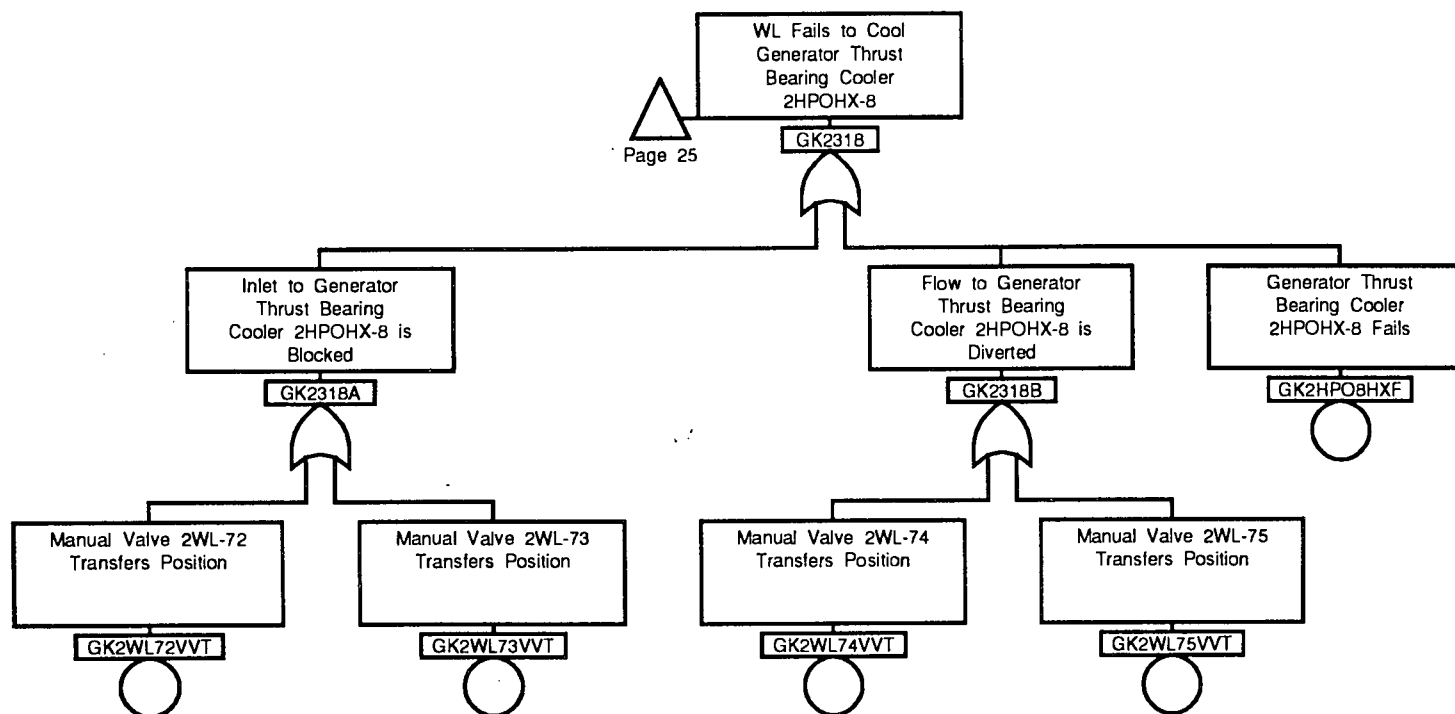 WL Fails to Cool
Generator Thrust
Bearing Cooler
2HPOHX-8
Page 25
GK2318
Inlet to Generator
Thrust Bearing
Cooler 2HPOHX-8 is
Blocked
GK2318A
Flow to Generator
Thrust Bearing
Cooler 2HPOHX-8 is
Diverted
GK2318B
Generator Thrust
Bearing Cooler
2HPOHX-8 Fails
GK2HPO8HXF
Manual Valve 2WL-72
Transfers Position
GK2WL72VVT
Manual Valve 2WL-73
Transfers Position
GK2WL73VVT
Manual Valve 2WL-74
Transfers Position
GK2WL74VVT
Manual Valve 2WL-75
Transfers Position
GK2WL75VVT